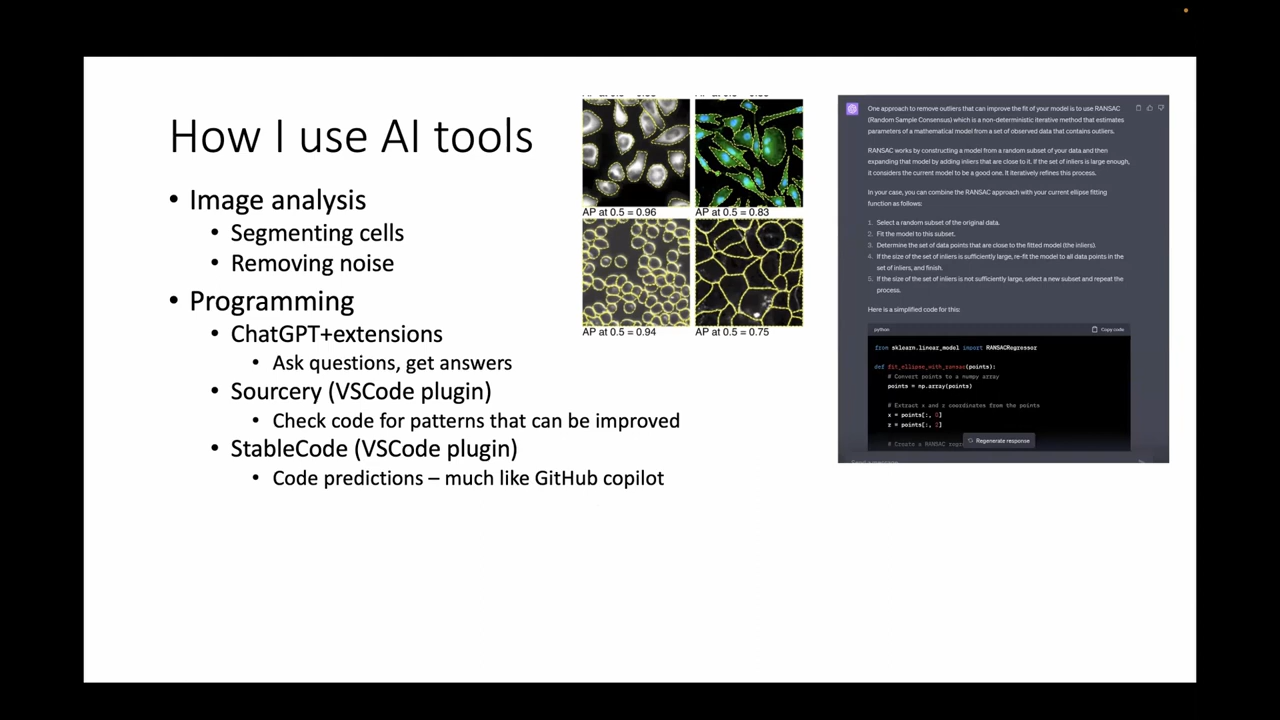 How I use AI tools
• Image analysis
• Segmenting cells
• Removing noise
• Programming
• ChatGPT+extensions
• Ask questions, get answers
• Sourcery (VSCode plugin)
• Check code for patterns that can be improved
• StableCode (VSCode plugin)
• Code predictions – much like GitHub copilot
AP at 0.5 = 0.96
AP at 0.5 = 0.83
AP at 0.5 = 0.94
AP at 0.5 = 0.75
One approach to remove outliers that can improve the fit of your model is to use RANSAC
(Random Sample Consensus) which is a non-deterministic iterative method that estimates
parameters of a mathematical model from a set of observed data that contains outliers.
RANSAC works by constructing a model from a random subset of your data and then
expanding that model by adding inliers that are close to it. If the set of inliers is large enough,
it considers the current model to be a good one. It iteratively refines this process.
In your case, you can combine the RANSAC approach with your current ellipse fitting
function as follows:
1. Select a random subset of the original data.
2. Fit the model to this subset.
3. Determine the set of data points that are close to the fitted model (the inliers).
4. If the size of the set of inliers is sufficiently large, re-fit the model to all data points in the
set of inliers, and finish.
5. If the size of the set of inliers is not sufficiently large, select a new subset and repeat the
process.
Here is a simplified code for this:
python
Copy code
from sklearn.linear_model import RANSACRegressor
def fit_ellipse_with_ransac(points):
# Convert points to a numpy array
points = np.array(points)
# Extract x and z coordinates from the points
x = points[:, 0]
z = points[:, 2]
# Create a RANSAC
Regenerate response